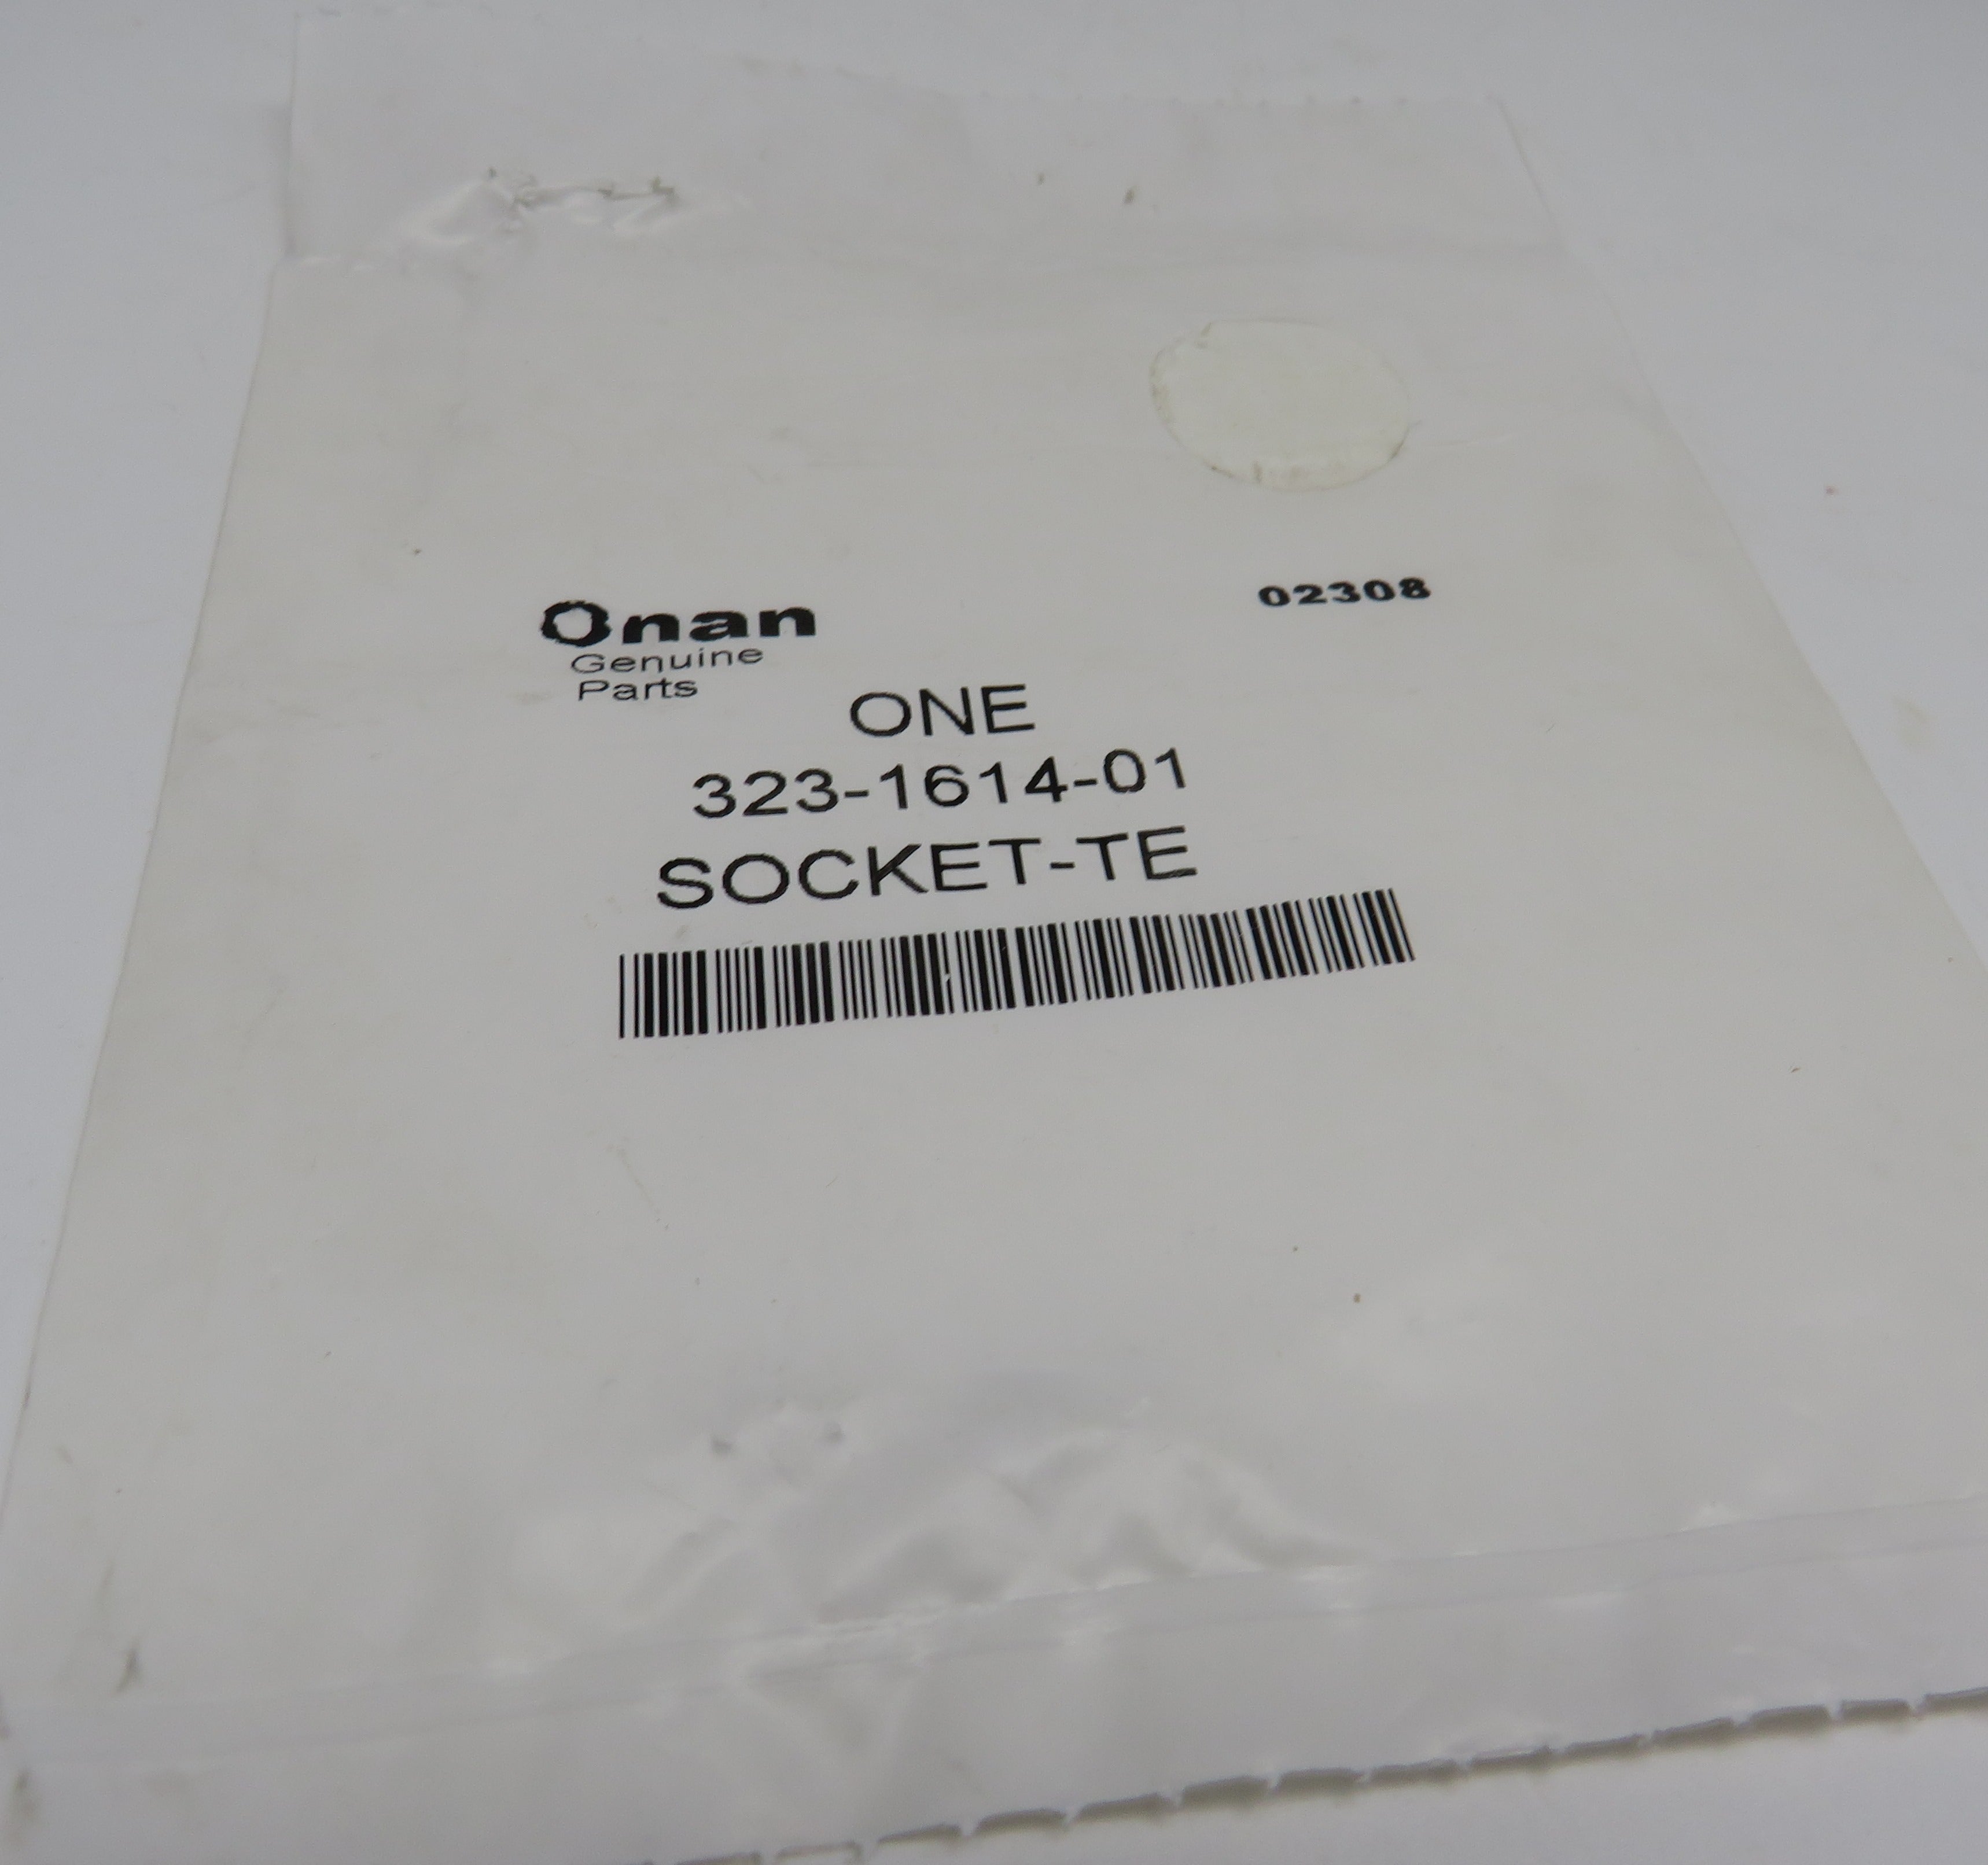 Onan 02308
Genuine
Parts
ONE
323-1614-01
SOCKET-TE